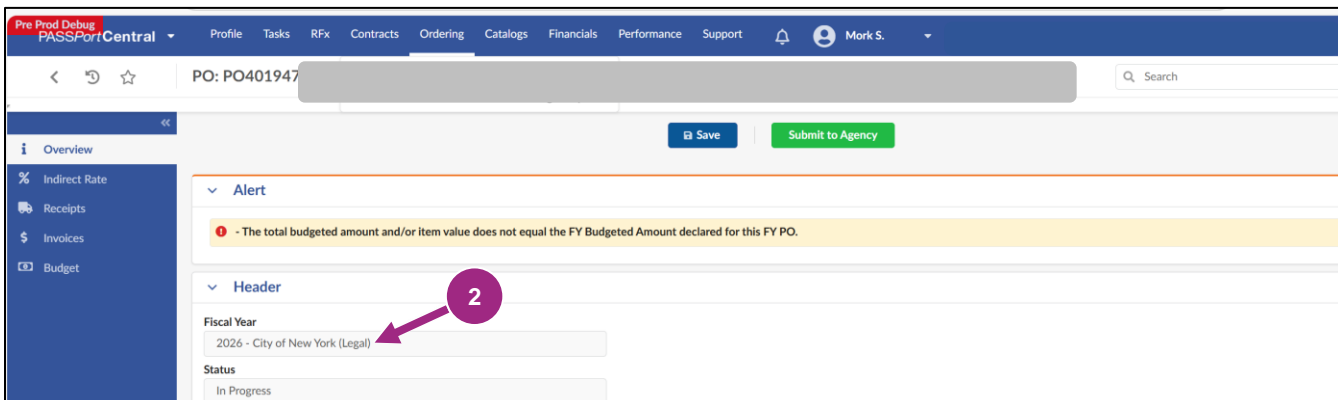 Pre Prod Debug
PASSPortCentral
Profile Tasks RFx Contracts Ordering Catalogs Financials Performance Support Mork S.
PO: PO401947
Search
Save Submit to Agency
Overview
Indirect Rate
Receipts
Invoices
Budget
Alert
- The total budgeted amount and/or item value does not equal the FY Budgeted Amount declared for this FY PO.
Header
2
Fiscal Year
2026 - City of New York (Legal)
Status
In Progress